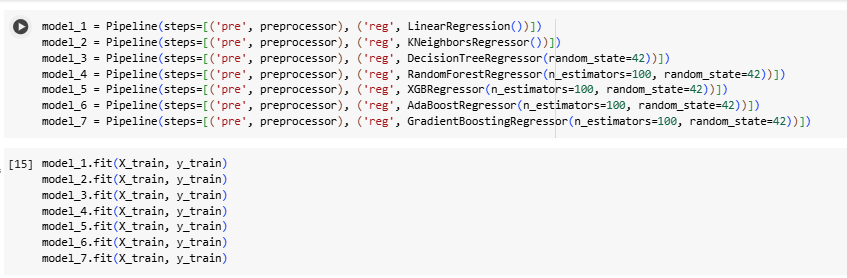 model_1 = Pipeline(steps=[('pre', preprocessor), ('reg', LinearRegression())])
model_2 = Pipeline(steps=[('pre', preprocessor), ('reg', KNeighborsRegressor())])
model_3 = Pipeline(steps=[('pre', preprocessor), ('reg', DecisionTreeRegressor(random_state=42))])
model_4 = Pipeline(steps=[('pre', preprocessor), ('reg', RandomForestRegressor(n_estimators=100, random_state=42))])
model_5 = Pipeline(steps=[('pre', preprocessor), ('reg', XGBRegressor(n_estimators=100, random_state=42))])
model_6 = Pipeline(steps=[('pre', preprocessor), ('reg', AdaBoostRegressor(n_estimators=100, random_state=42))])
model_7 = Pipeline(steps=[('pre', preprocessor), ('reg', GradientBoostingRegressor(n_estimators=100, random_state=42))])
[15] model_1.fit(X_train, y_train)
model_2.fit(X_train, y_train)
model_3.fit(X_train, y_train)
model_4.fit(X_train, y_train)
model_5.fit(X_train, y_train)
model_6.fit(X_train, y_train)
model_7.fit(X_train, y_train)